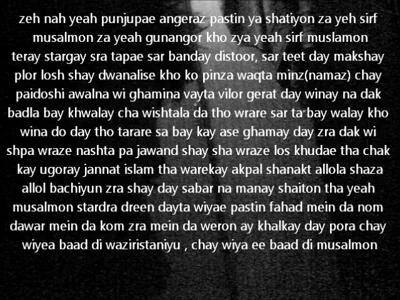 zeh nah yeah punjupae angeraz pastin ya shatiyon za yeh sirf
musalmon za yeah gunangor kho zya yeah sirf muslamon
teray stargay sra tapae sar banday distoor, sar teet day makshay
plor losh shay dwanalise kho ko pinza waqta minz(namaz) chay
paidoshi awalna wi ghamina vayta vilor gerat day winay na dak
badla bay khwalay cha wishtala da tho wrare sar ta bay walay kho
wina do day tho tarare sa bay kay ase ghamay day zra dak wi
shpa wraze nashta pa jawand shay sha wraze los khudae tha chak
kay ugoray jannat islam tha warekay akpal shanakt allola shaza
allol bachiyun zra shay day sabar na manay shaiton tha yeah
musalmon stardra dreen dayta wiyae pastin fahad mein da nom
dawar mein da kom zra mein da weron ay khalkay day pora chay
wiyea baad di waziristaniyu , chay wiya ee baad di musalmon